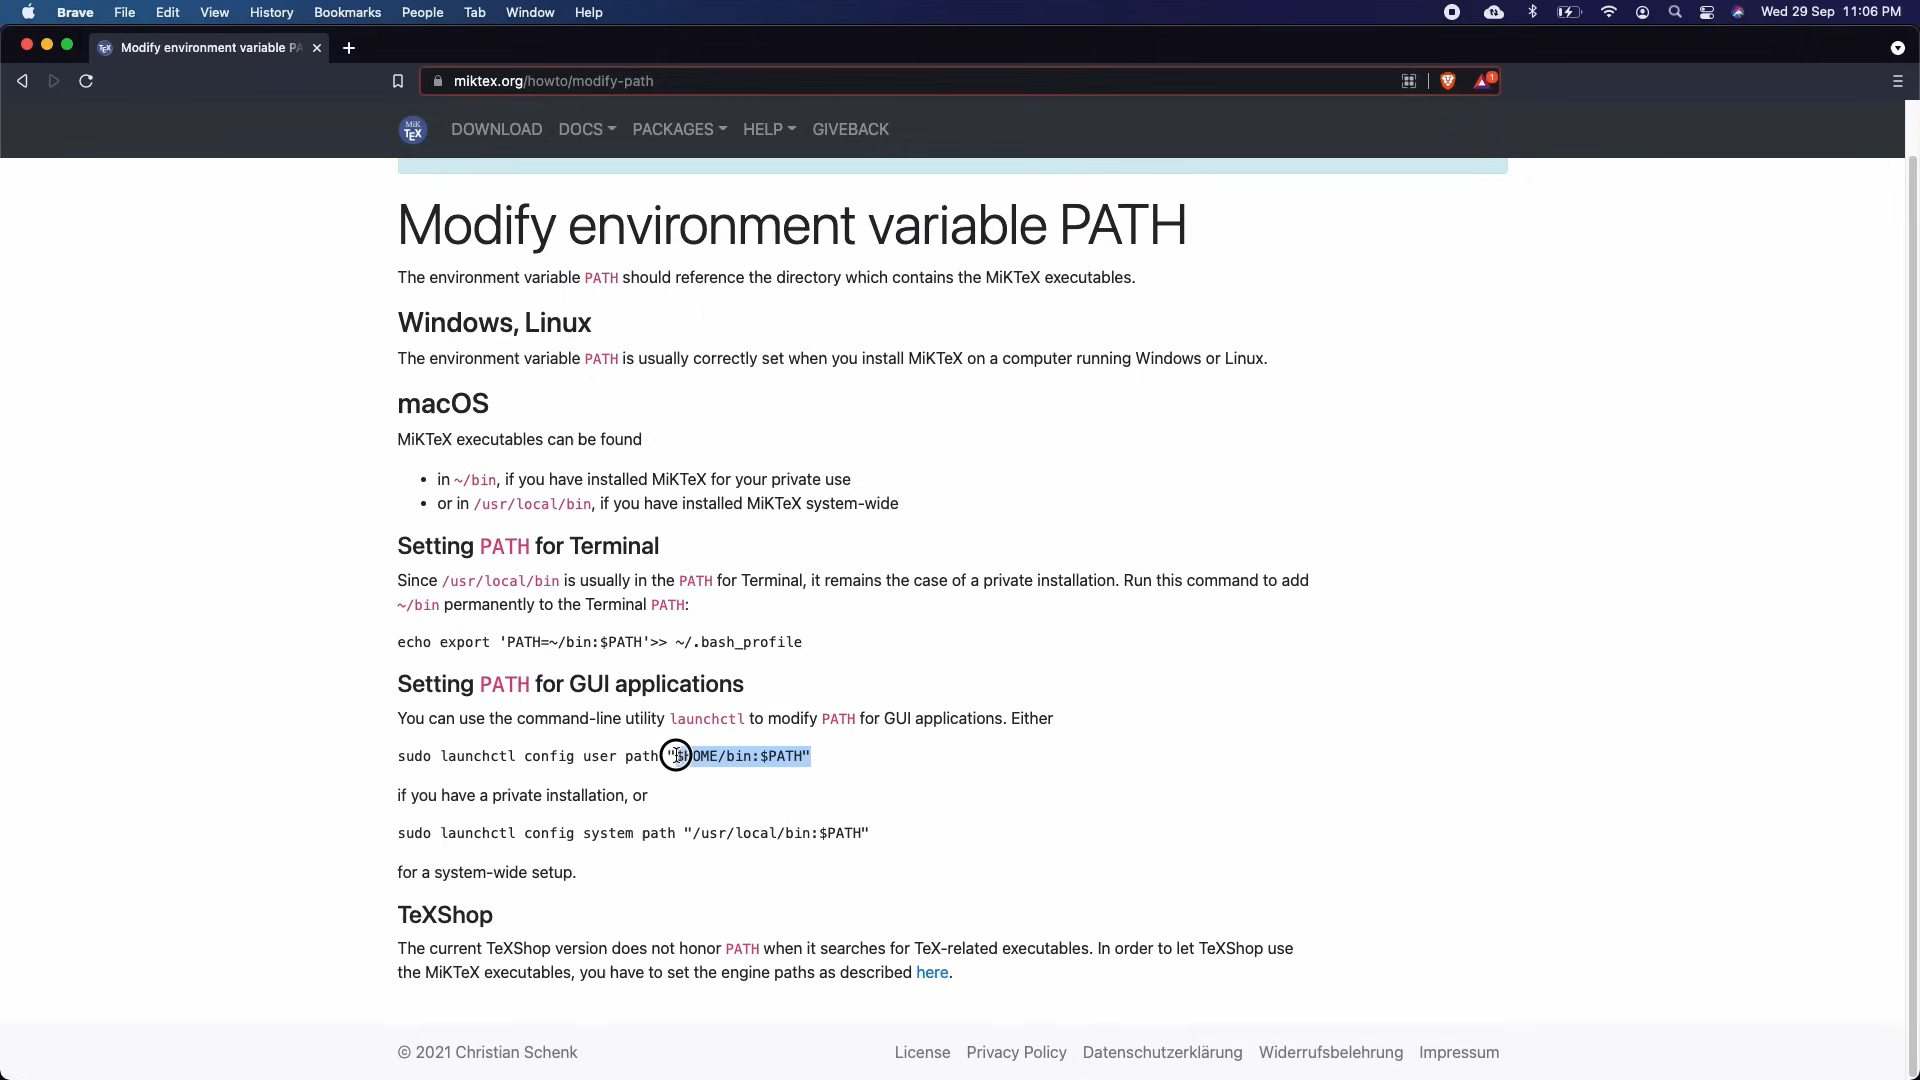 Brave File Edit View History Bookmarks People Tab Window Help Wed 29 Sep 11:06 PM
Modify environment variable PA
miktex.org/howto/modify-path 1
MiK TEX DOWNLOAD DOCS PACKAGES HELP GIVEBACK
Modify environment variable PATH
The environment variable PATH should reference the directory which contains the MiKTeX executables.
Windows, Linux
The environment variable PATH is usually correctly set when you install MiKTeX on a computer running Windows or Linux.
macOS
MiKTeX executables can be found
• in ~/bin, if you have installed MiKTeX for your private use
• or in /usr/local/bin, if you have installed MiKTeX system-wide
Setting PATH for Terminal
Since /usr/local/bin is usually in the PATH for Terminal, it remains the case of a private installation. Run this command to add
~/bin permanently to the Terminal PATH:
echo export 'PATH=~/bin:$PATH'>> ~/.bash_profile
Setting PATH for GUI applications
You can use the command-line utility launchctl to modify PATH for GUI applications. Either
sudo launchctl config user path "$HOME/bin:$PATH"
if you have a private installation, or
sudo launchctl config system path "/usr/local/bin:$PATH"
for a system-wide setup.
TeXShop
The current TeXShop version does not honor PATH when it searches for TeX-related executables. In order to let TeXShop use
the MiKTeX executables, you have to set the engine paths as described here.
© 2021 Christian Schenk License Privacy Policy Datenschutzerklärung Widerrufsbelehrung Impressum